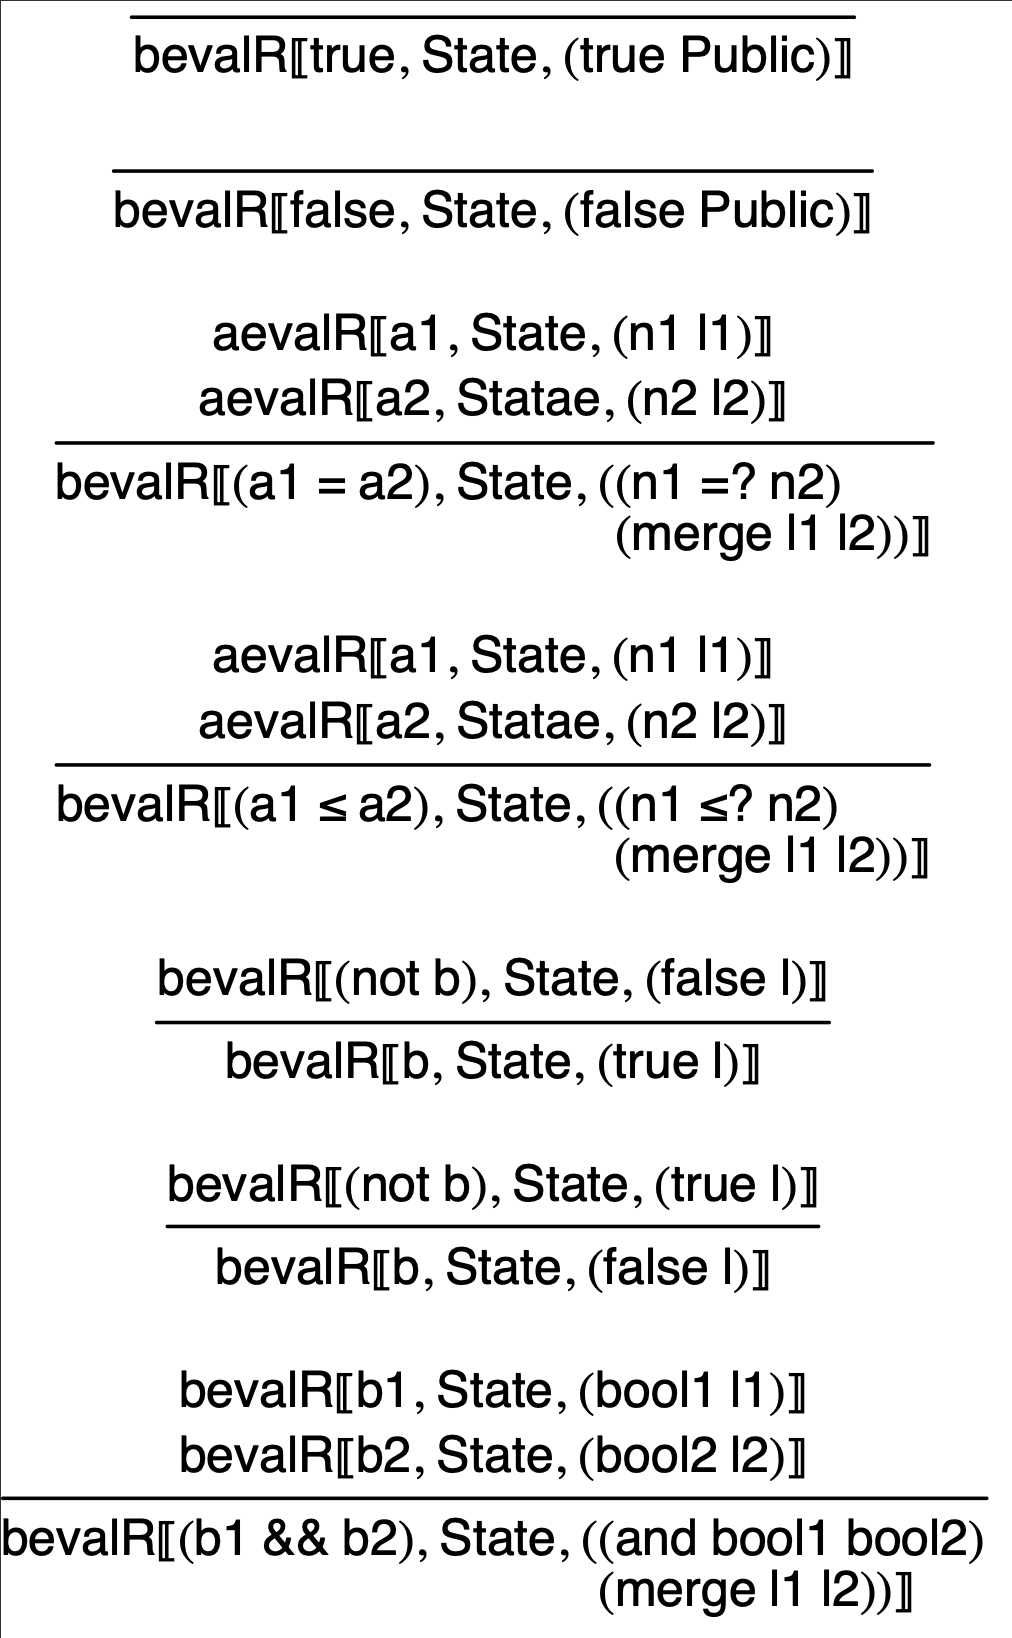 bevalR⟦true, State, (true Public)⟧
bevalR⟦false, State, (false Public)⟧
aevalR⟦a1, State, (n1 l1)⟧
aevalR⟦a2, Statae, (n2 l2)⟧
bevalR⟦(a1 = a2), State, ((n1 =? n2)
(merge l1 l2))⟧
aevalR⟦a1, State, (n1 l1)⟧
aevalR⟦a2, Statae, (n2 l2)⟧
bevalR⟦(a1 ≤ a2), State, ((n1 ≤? n2)
(merge l1 l2))⟧
bevalR⟦(not b), State, (false l)⟧
bevalR⟦b, State, (true l)⟧
bevalR⟦(not b), State, (true l)⟧
bevalR⟦b, State, (false l)⟧
bevalR⟦b1, State, (bool1 l1)⟧
bevalR⟦b2, State, (bool2 l2)⟧
bevalR⟦(b1 && b2), State, ((and bool1 bool2)
(merge l1 l2))⟧